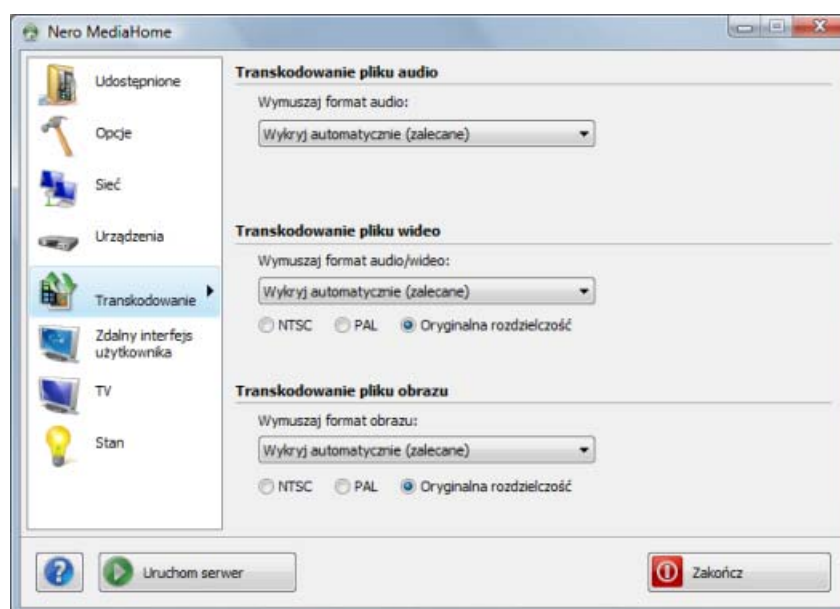 Nero MediaHome
Udostępnione
Opcje
Sieć
Urządzenia
Transkodowanie
Zdalny interfejs
użytkownika
TV
Stan
Transkodowanie pliku audio
Wymuszaj format audio:
Wykryj automatycznie (zalecane)
Transkodowanie pliku wideo
Wymuszaj format audio/wideo:
Wykryj automatycznie (zalecane)
NTSC PAL Oryginalna rozdzielczość
Transkodowanie pliku obrazu
Wymuszaj format obrazu:
Wykryj automatycznie (zalecane)
NTSC PAL Oryginalna rozdzielczość
? Uruchom serwer Zakończ